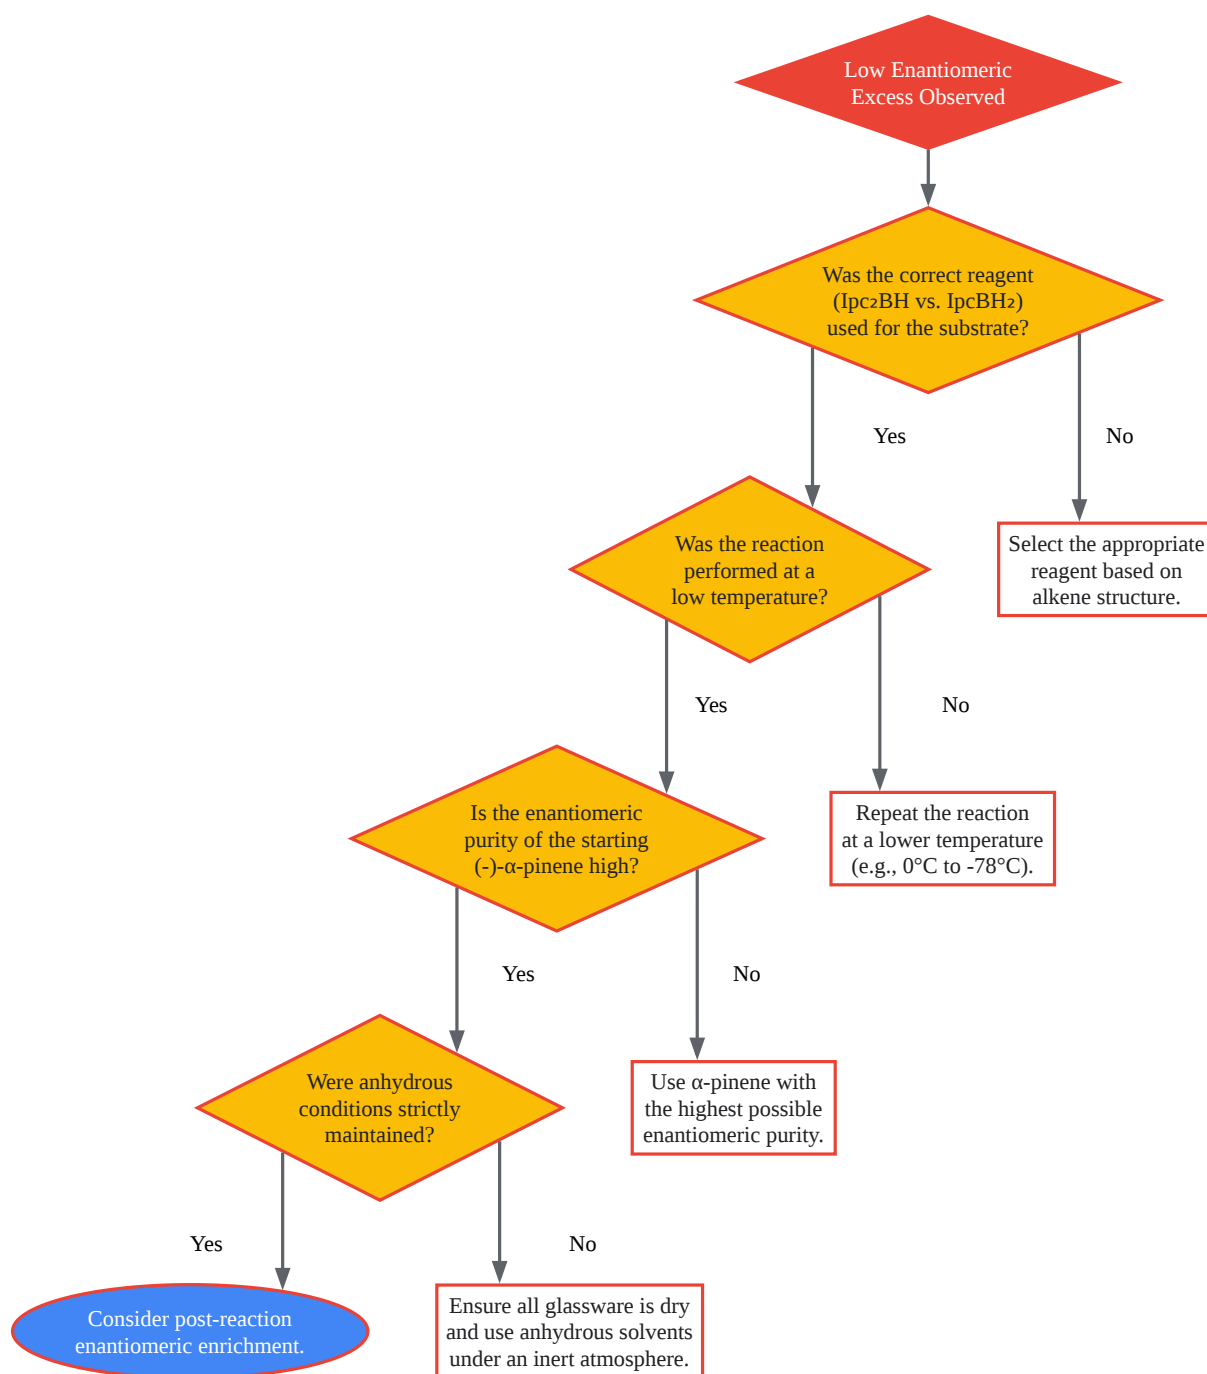 Low Enantiomeric
Excess Observed
Was the correct reagent
(Ipc₂BH vs. IpcBH₂)
used for the substrate?
Yes
No
Was the reaction
performed at a
low temperature?
Select the appropriate
reagent based on
alkene structure.
Yes
No
Is the enantiomeric
purity of the starting
(-)-α-pinene high?
Repeat the reaction
at a lower temperature
(e.g., 0°C to -78°C).
Yes
No
Were anhydrous
conditions strictly
maintained?
Use α-pinene with
the highest possible
enantiomeric purity.
Yes
No
Consider post-reaction
enantiomeric enrichment.
Ensure all glassware is dry
and use anhydrous solvents
under an inert atmosphere.